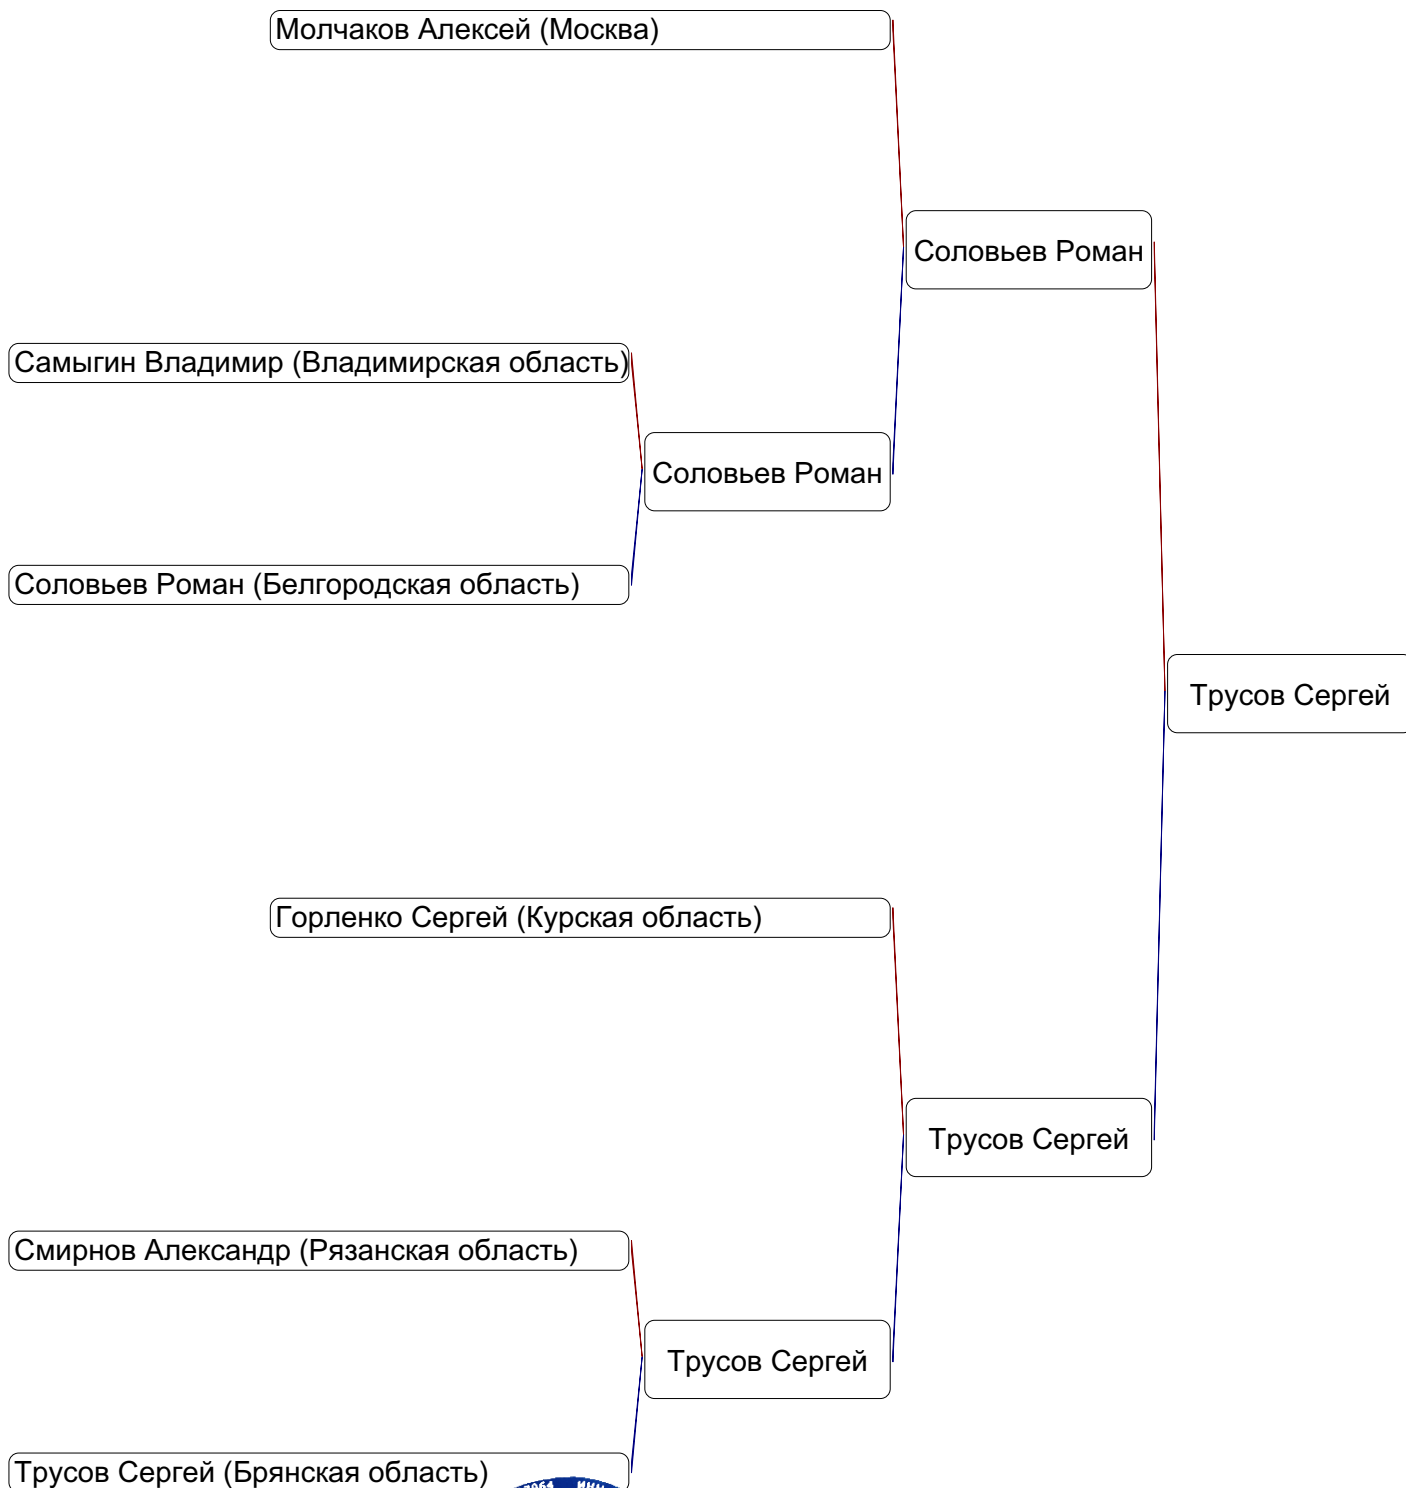 Молчаков Алексей (Москва)
Соловьев Роман
Самыгин Владимир (Владимирская область)
Соловьев Роман
Соловьев Роман (Белгородская область)
Трусов Сергей
Горленко Сергей (Курская область)
Трусов Сергей
Смирнов Александр (Рязанская область)
Трусов Сергей
Трусов Сергей (Брянская область)